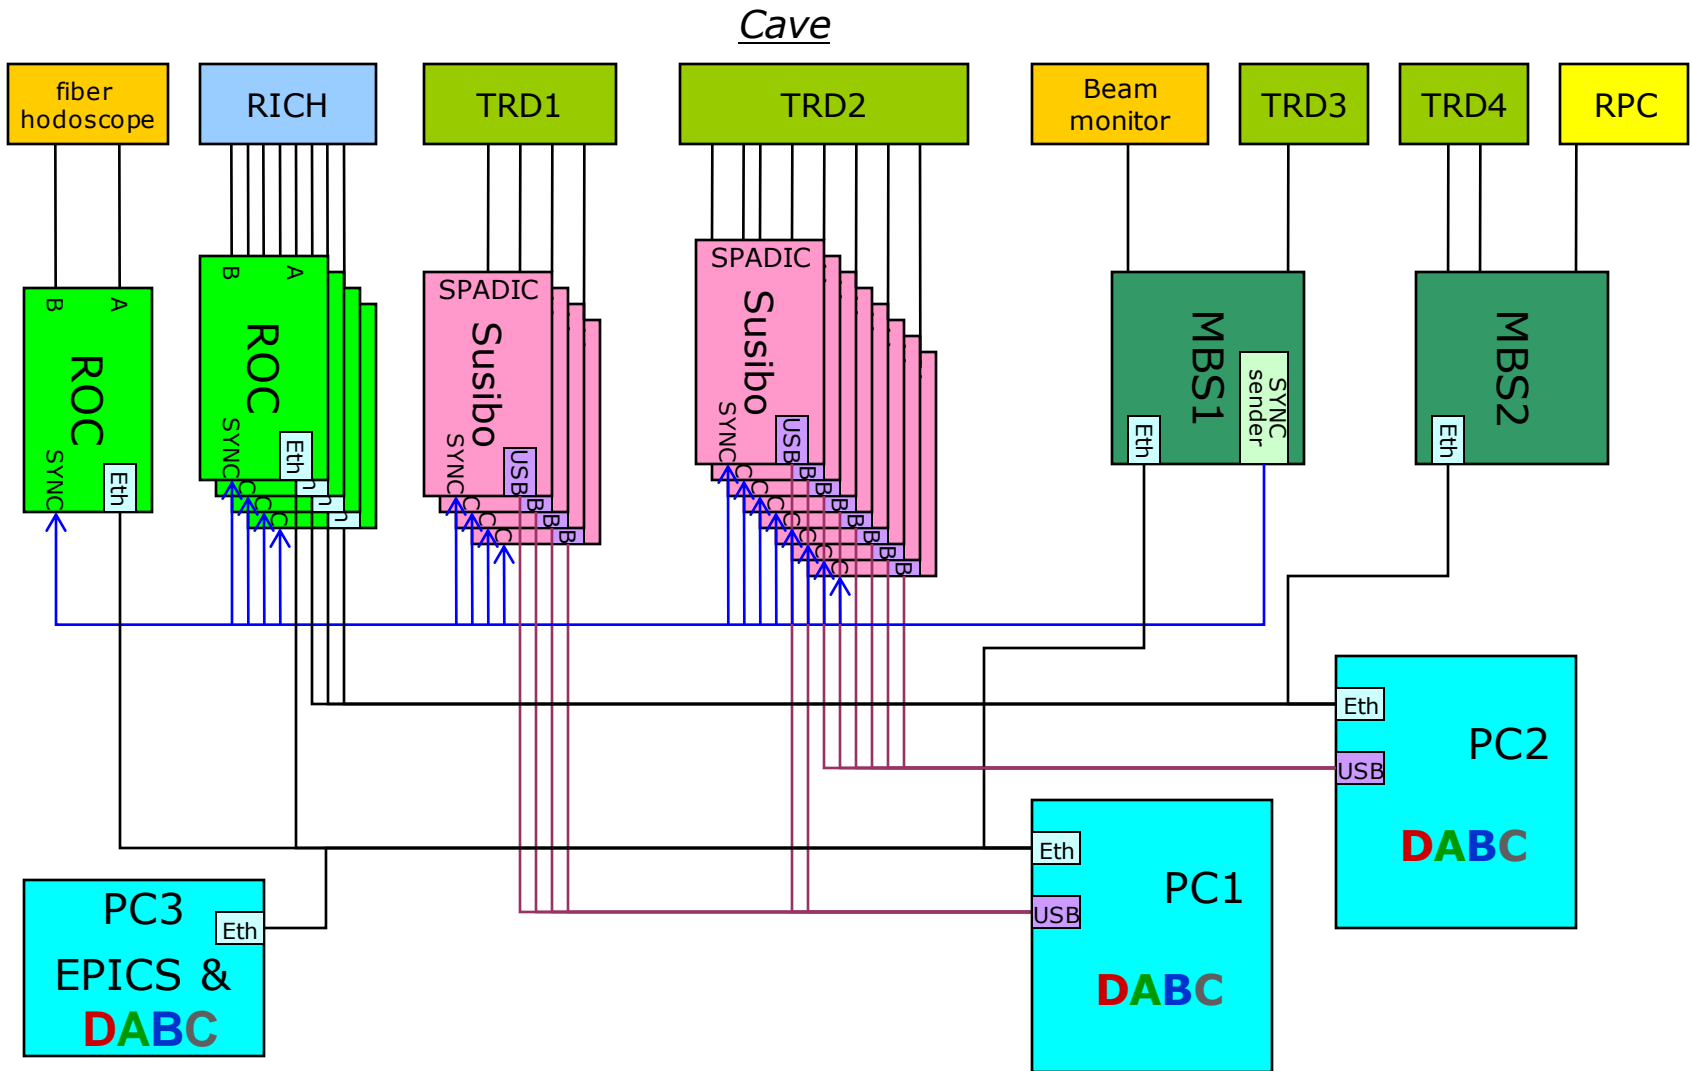 Cave
fiber
hodoscope
RICH
TRD1
TRD2
Beam
monitor
TRD3
TRD4
RPC
B
A
ROC
SYNC
Eth
B
A
ROC
SYNC
C
C
C
Eth
n
n
n
SPADIC
Susibo
SYNC
C
C
C
USB
B
B
B
SPADIC
Susibo
SYNC
C
C
C
C
C
C
C
USB
B
B
B
B
B
B
B
MBS1
Eth
SYNC
sender
MBS2
Eth
Eth
PC2
USB
DABC
Eth
PC1
USB
DABC
PC3
Eth
EPICS &
DABC